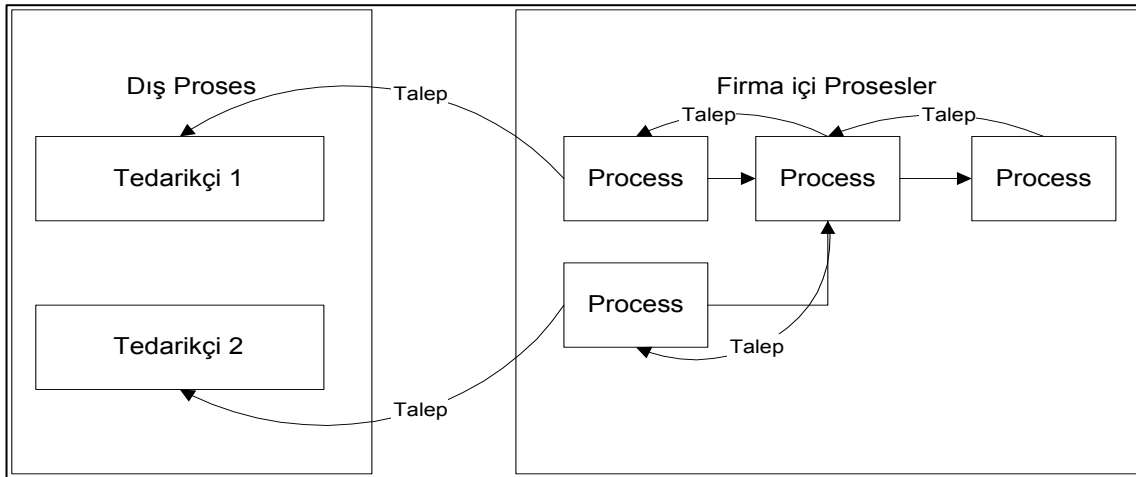 Dış Proses
Firma içi Prosesler
Talep
Talep
Talep
Tedarikçi 1
Process
Process
Process
Process
Tedarikçi 2
Talep
Talep